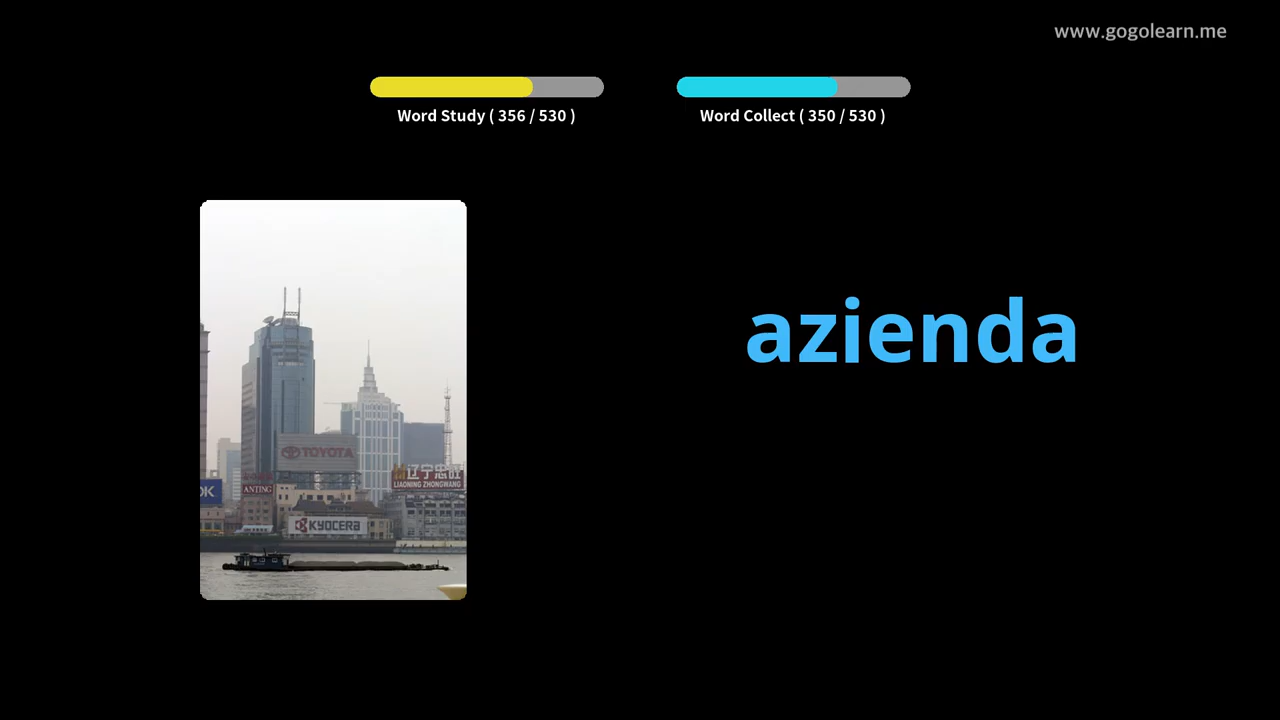 www.gogolearn.me
Word Study ( 356 / 530 )
Word Collect ( 350 / 530 )
azienda
TOYOTA
辽宁忠旺
LIAONING ZHONGWANG
OK
ANTING
KYOCERA